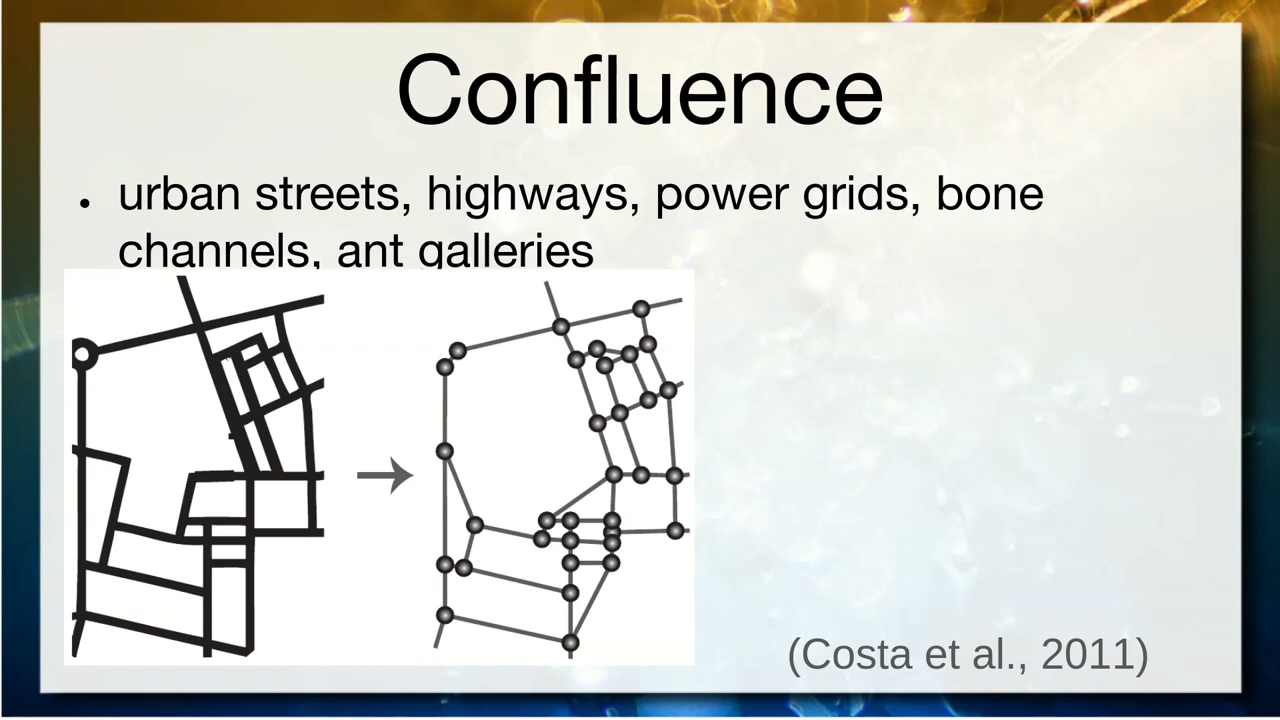 Confluence
• urban streets, highways, power grids, bone
channels, ant galleries
(Costa et al., 2011)